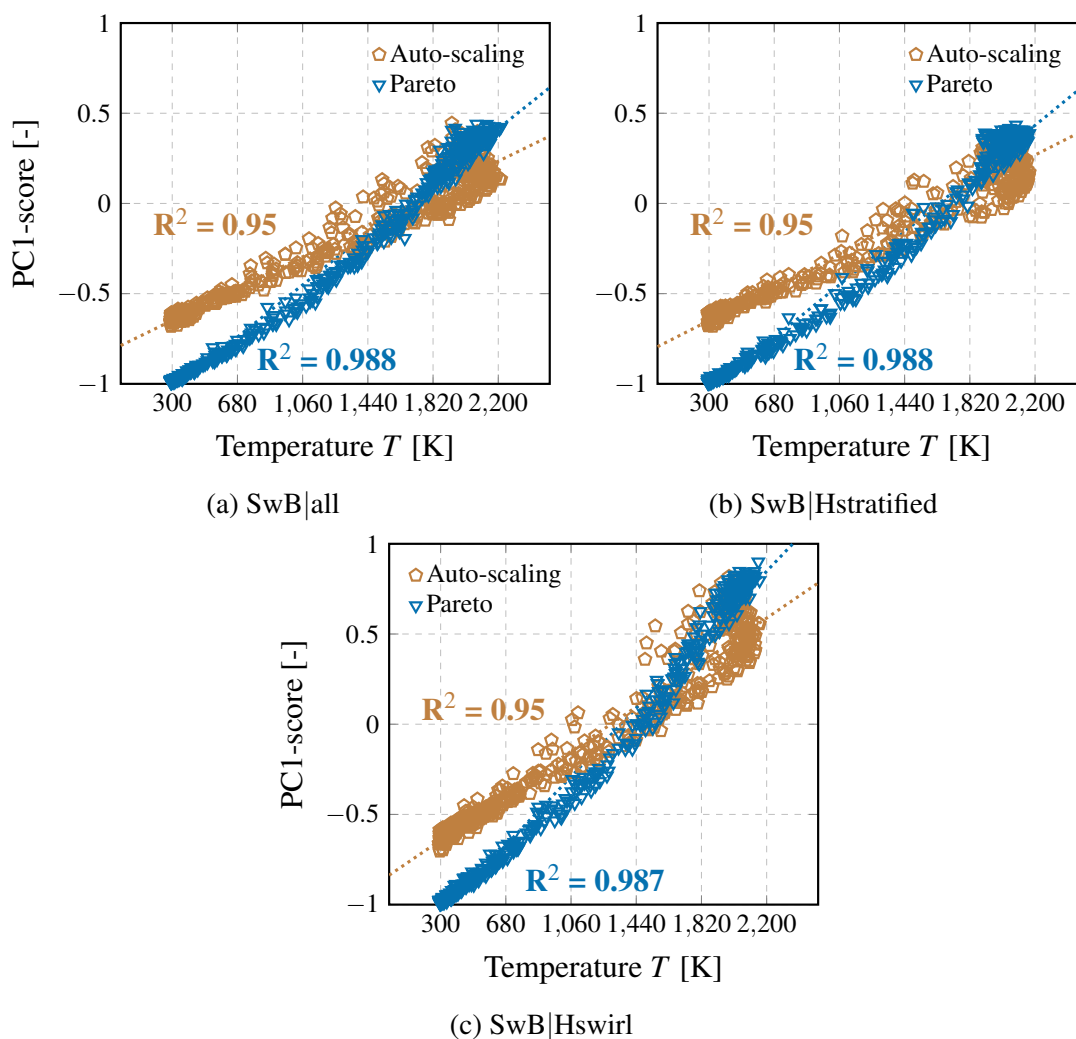 1
0.5
0
−0.5
−1
PC1-score [-]
Auto-scaling
Pareto
R² = 0.95
R² = 0.988
300 680 1,060 1,440 1,820 2,200
Temperature T [K]
(a) SwB|all
1
0.5
0
−0.5
−1
Auto-scaling
Pareto
R² = 0.95
R² = 0.988
300 680 1,060 1,440 1,820 2,200
Temperature T [K]
(b) SwB|Hstratified
1
0.5
0
−0.5
−1
PC1-score [-]
Auto-scaling
Pareto
R² = 0.95
R² = 0.987
300 680 1,060 1,440 1,820 2,200
Temperature T [K]
(c) SwB|Hswirl